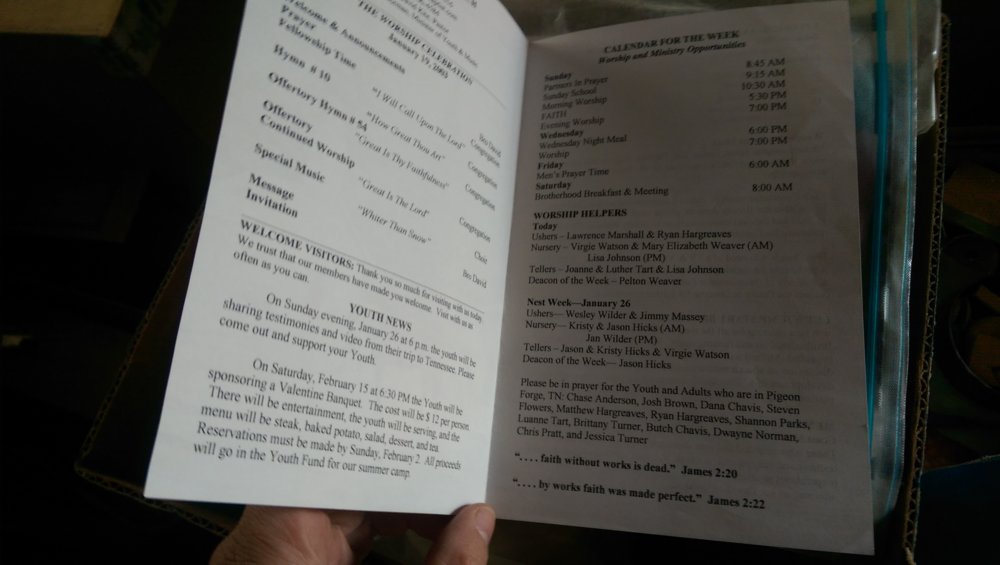 THE WORSHIP CELEBRATION
January 19, 2003
Welcome & Announcements
Prayer
Fellowship Time
Bro David
Hymn # 10 "I Will Call Upon The Lord" Congregation
Offertory Hymn # 54 "How Great Thou Art" Congregation
Offertory
Continued Worship "Great Is Thy Faithfulness" Congregation
"Great Is The Lord" Congregation
Special Music Choir
Message Bro David
Invitation "Whiter Than Snow"
WELCOME VISITORS: Thank you so much for visiting with us today.
We trust that our members have made you welcome. Visit with us as
often as you can.
YOUTH NEWS
On Sunday evening, January 26 at 6 p.m. the youth will be
sharing testimonies and video from their trip to Tennessee. Please
come out and support your Youth.
On Saturday, February 15 at 6:30 PM the Youth will be
sponsoring a Valentine Banquet. The cost will be $ 12 per person.
There will be entertainment, the youth will be serving, and the
menu will be steak, baked potato, salad, dessert, and tea.
Reservations must be made by Sunday, February 2. All proceeds
will go in the Youth Fund for our summer camp.
CALENDAR FOR THE WEEK
Worship and Ministry Opportunities
Sunday
Partners In Prayer 8:45 AM
Sunday School 9:15 AM
Morning Worship 10:30 AM
FAITH 5:30 PM
Evening Worship 7:00 PM
Wednesday
Wednesday Night Meal 6:00 PM
Worship 7:00 PM
Friday
Men's Prayer Time 6:00 AM
Saturday
Brotherhood Breakfast & Meeting 8:00 AM
WORSHIP HELPERS
Today
Ushers – Lawrence Marshall & Ryan Hargreaves
Nursery – Virgie Watson & Mary Elizabeth Weaver (AM)
Lisa Johnson (PM)
Tellers – Joanne & Luther Tart & Lisa Johnson
Deacon of the Week – Pelton Weaver
Nest Week—January 26
Ushers— Wesley Wilder & Jimmy Massey
Nursery— Kristy & Jason Hicks (AM)
Jan Wilder (PM)
Tellers – Jason & Kristy Hicks & Virgie Watson
Deacon of the Week— Jason Hicks
Please be in prayer for the Youth and Adults who are in Pigeon
Forge, TN: Chase Anderson, Josh Brown, Dana Chavis, Steven
Flowers, Matthew Hargreaves, Ryan Hargreaves, Shannon Parks,
Luanne Tart, Brittany Turner, Butch Chavis, Dwayne Norman,
Chris Pratt, and Jessica Turner
". . . . faith without works is dead." James 2:20
". . . . by works faith was made perfect." James 2:22